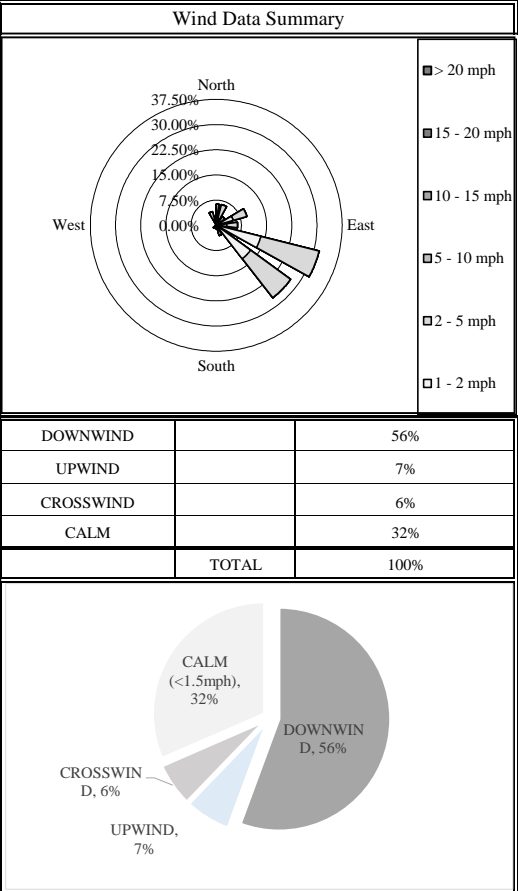 Wind Data Summary
North
37.50%
30.00%
22.50%
15.00%
7.50%
0.00%
West
East
South
> 20 mph
15 - 20 mph
10 - 15 mph
5 - 10 mph
2 - 5 mph
1 - 2 mph
DOWNWIND 56%
UPWIND 7%
CROSSWIND 6%
CALM 32%
TOTAL 100%
CALM
(<1.5mph),
32%
DOWNWIN
D, 56%
CROSSWIN
D, 6%
UPWIND,
7%